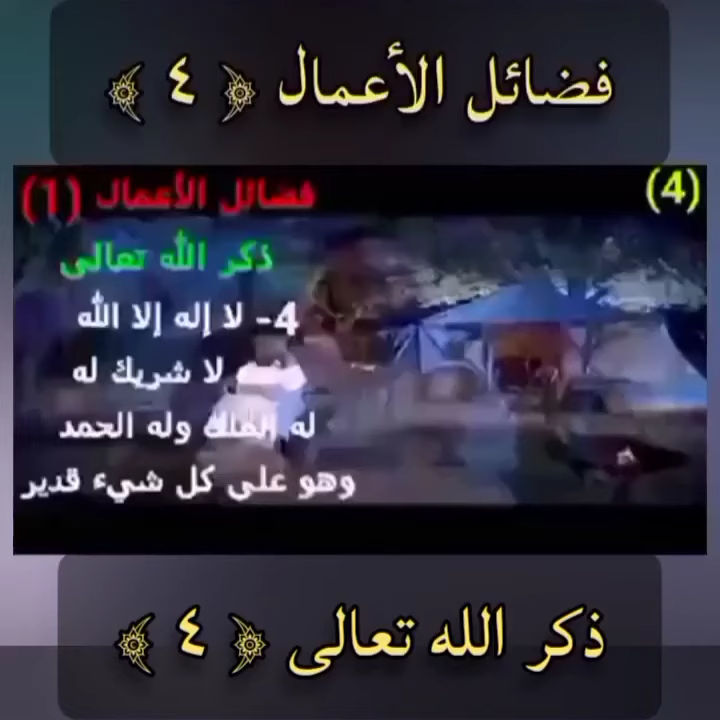 فضائل الأعمال ﴿ ٤ ﴾
(4)
فضائل الأعمال (1)
ذكر الله تعالى
4- لا إله إلا الله
لا شريك له
له الملك وله الحمد
وهو على كل شيء قدير
ذكر الله تعالى ﴿ ٤ ﴾